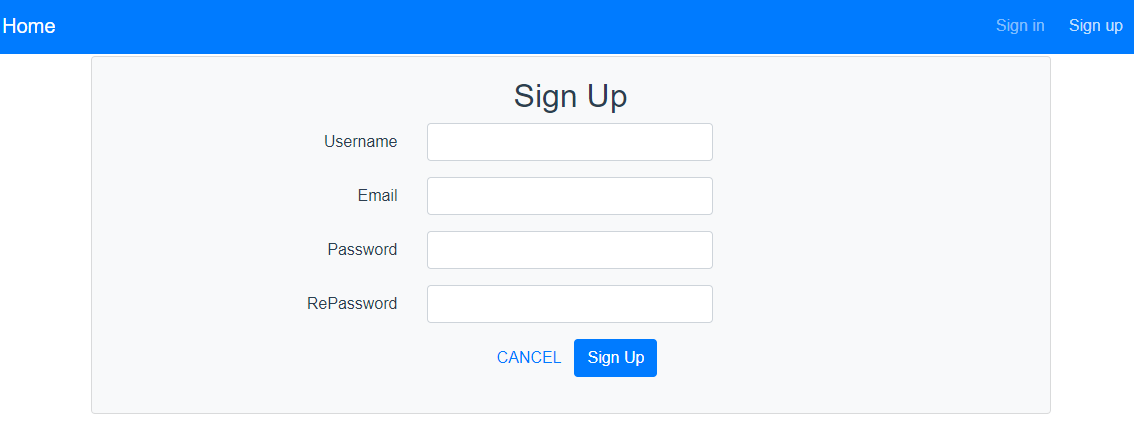 Home Sign in Sign up
Sign Up
Username
Email
Password
RePassword
CANCEL Sign Up